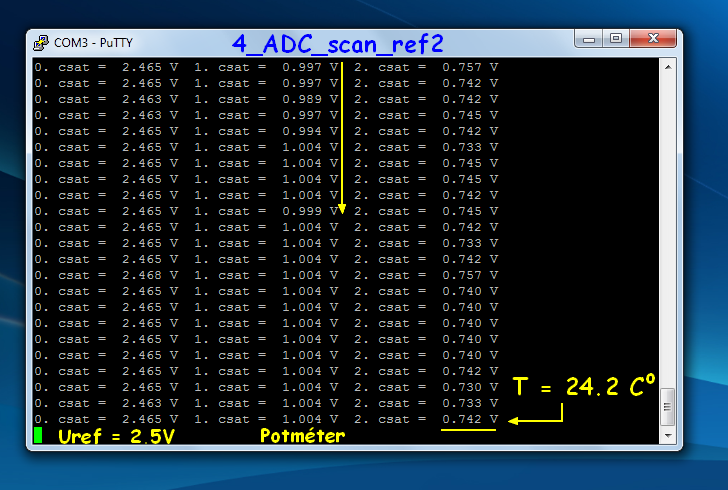 COM3 - PuTTY
4_ADC_scan_ref2
0. csat = 2.465 V 1. csat = 0.997 V 2. csat = 0.757 V
0. csat = 2.465 V 1. csat = 0.997 V 2. csat = 0.742 V
0. csat = 2.463 V 1. csat = 0.989 V 2. csat = 0.742 V
0. csat = 2.463 V 1. csat = 0.997 V 2. csat = 0.745 V
0. csat = 2.465 V 1. csat = 0.994 V 2. csat = 0.742 V
0. csat = 2.465 V 1. csat = 1.004 V 2. csat = 0.733 V
0. csat = 2.465 V 1. csat = 1.004 V 2. csat = 0.745 V
0. csat = 2.465 V 1. csat = 1.004 V 2. csat = 0.745 V
0. csat = 2.465 V 1. csat = 1.004 V 2. csat = 0.742 V
0. csat = 2.465 V 1. csat = 0.999 V 2. csat = 0.745 V
0. csat = 2.465 V 1. csat = 1.004 V 2. csat = 0.742 V
0. csat = 2.465 V 1. csat = 1.004 V 2. csat = 0.733 V
0. csat = 2.465 V 1. csat = 1.004 V 2. csat = 0.742 V
0. csat = 2.468 V 1. csat = 1.004 V 2. csat = 0.757 V
0. csat = 2.465 V 1. csat = 1.004 V 2. csat = 0.740 V
0. csat = 2.465 V 1. csat = 1.004 V 2. csat = 0.740 V
0. csat = 2.465 V 1. csat = 1.004 V 2. csat = 0.740 V
0. csat = 2.465 V 1. csat = 1.004 V 2. csat = 0.740 V
0. csat = 2.465 V 1. csat = 1.004 V 2. csat = 0.742 V
0. csat = 2.465 V 1. csat = 1.004 V 2. csat = 0.742 V
0. csat = 2.465 V 1. csat = 1.004 V 2. csat = 0.730 V
T = 24.2 Cº
0. csat = 2.463 V 1. csat = 1.004 V 2. csat = 0.733 V
0. csat = 2.465 V 1. csat = 1.004 V 2. csat = 0.742 V
Uref = 2.5V Potméter